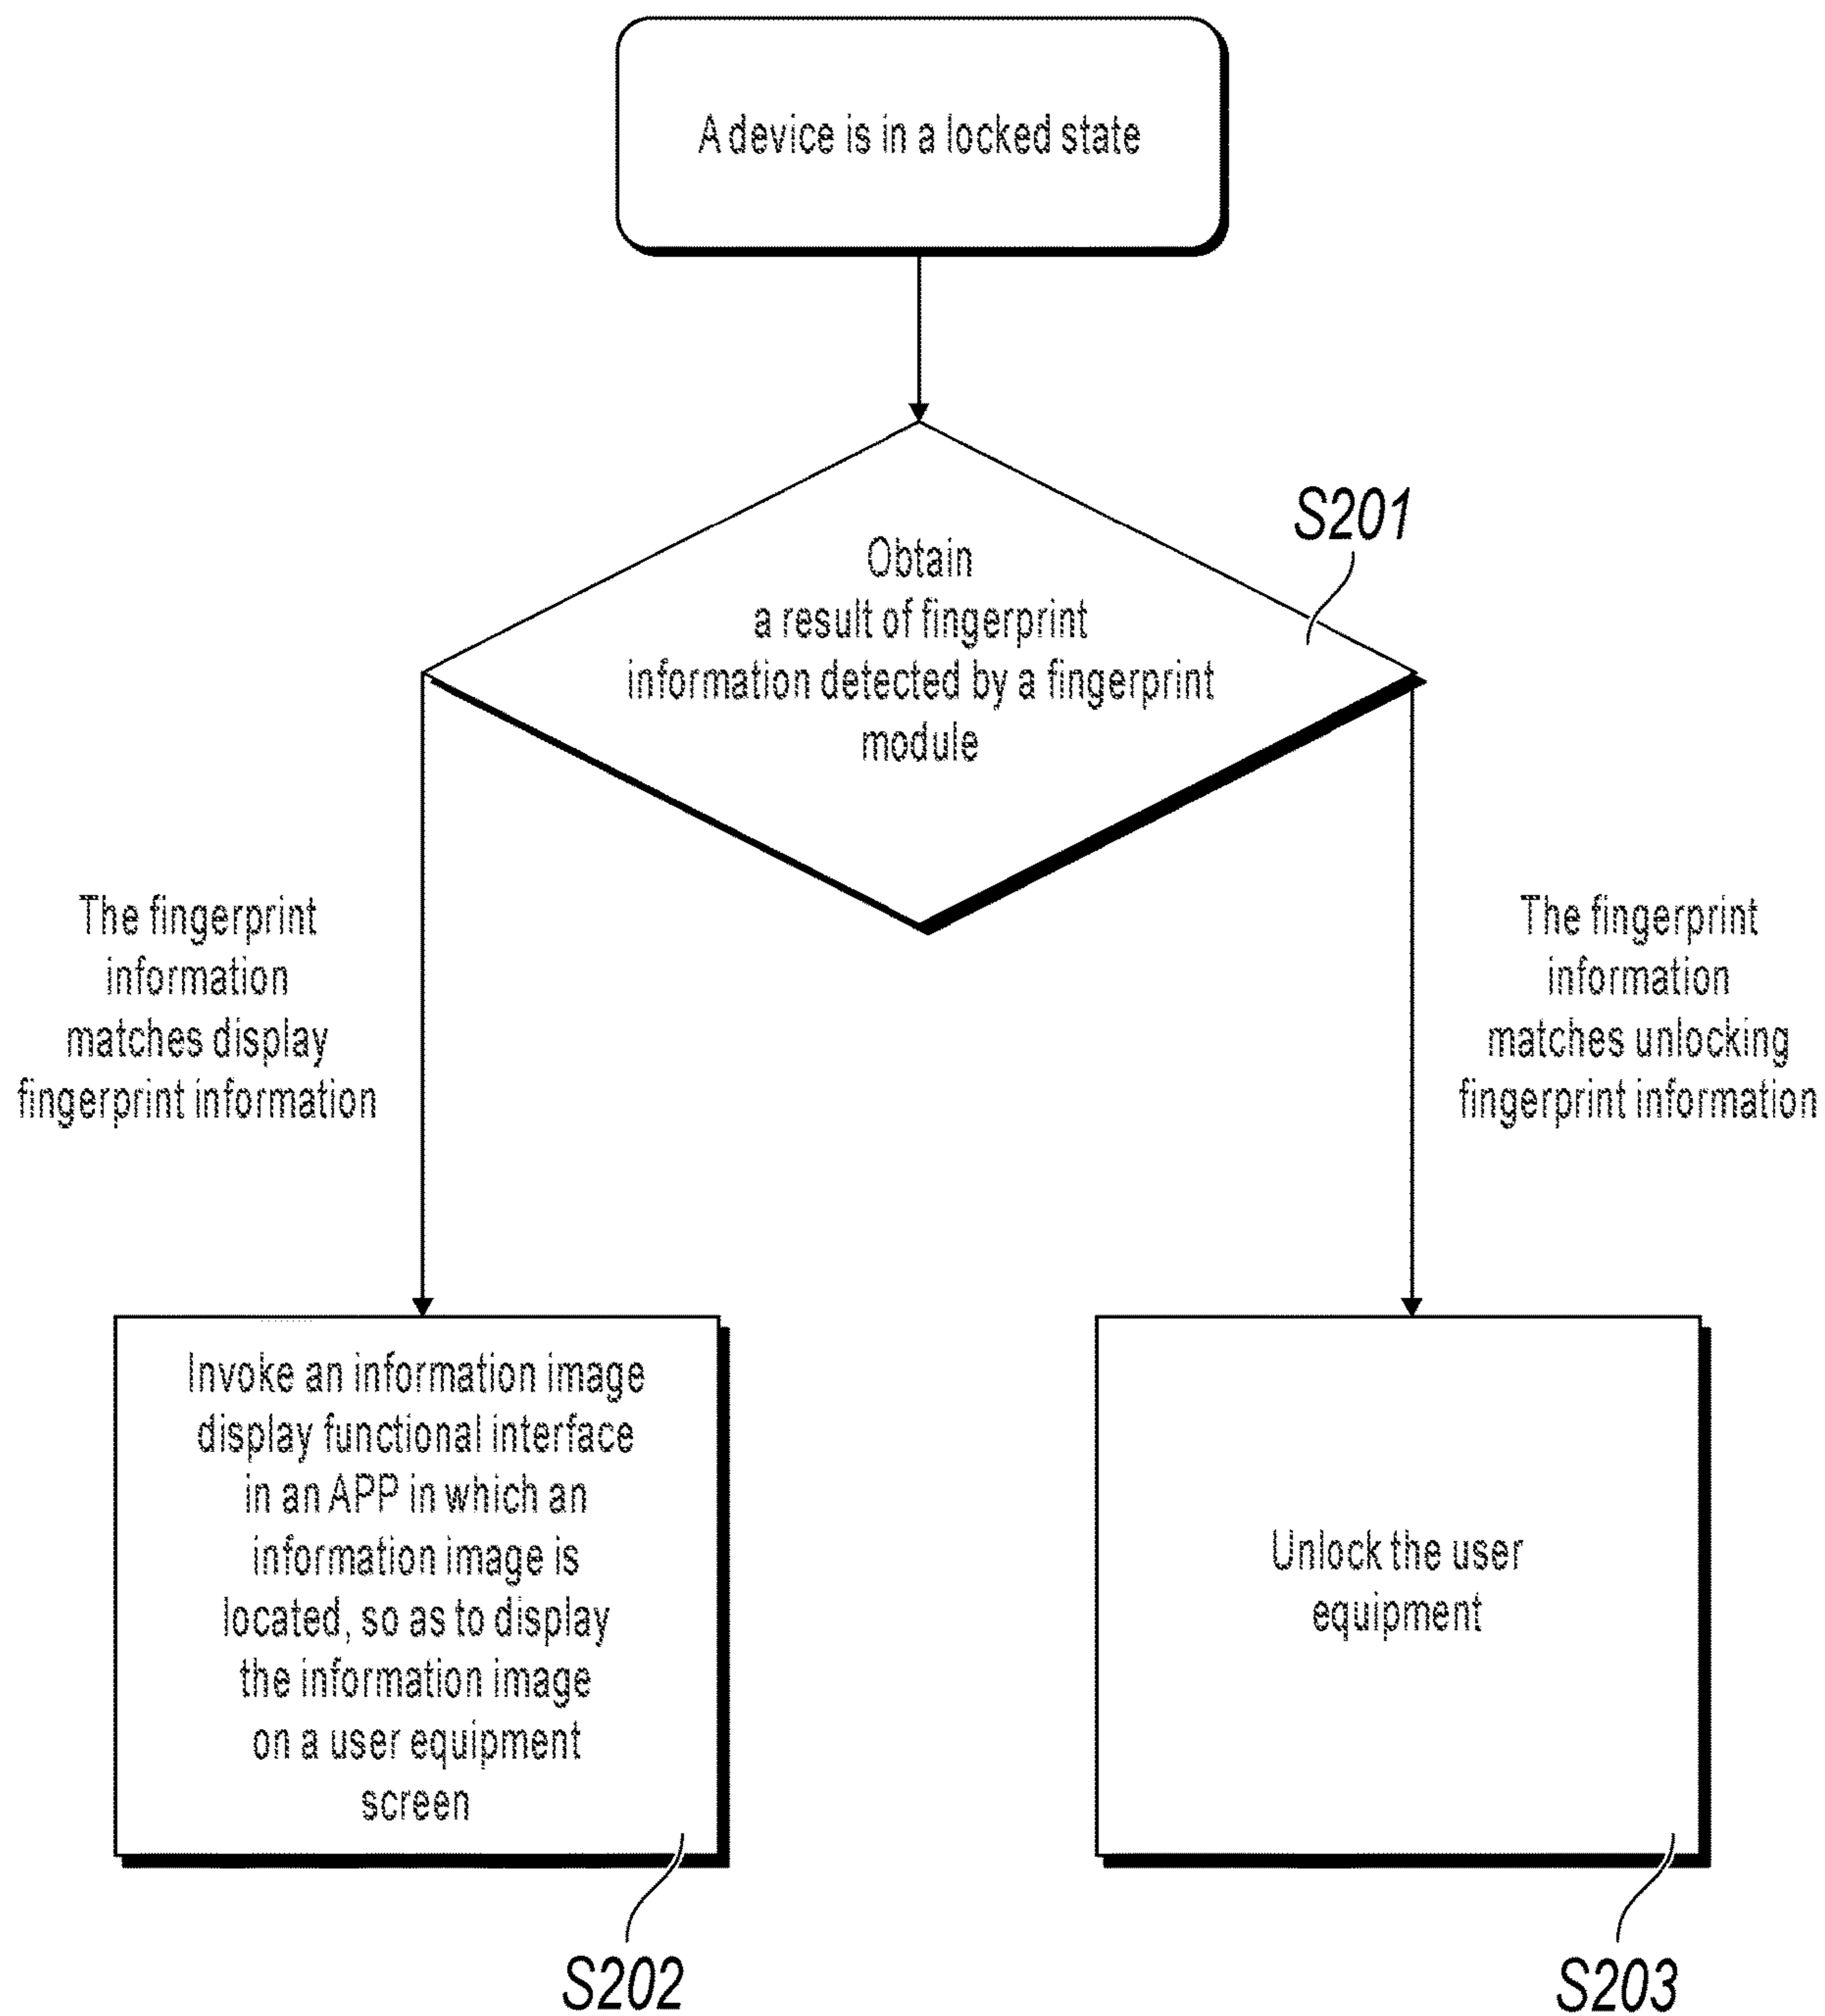 A device is in a locked state
S201
Obtain
a result of fingerprint
information detected by a fingerprint
module
The fingerprint
information
matches display
fingerprint information
The fingerprint
information
matches unlocking
fingerprint information
Invoke an information image
display functional interface
in an APP in which an
information image is
located, so as to display
the information image
on a user equipment
screen
Unlock the user
equipment
S202
S203